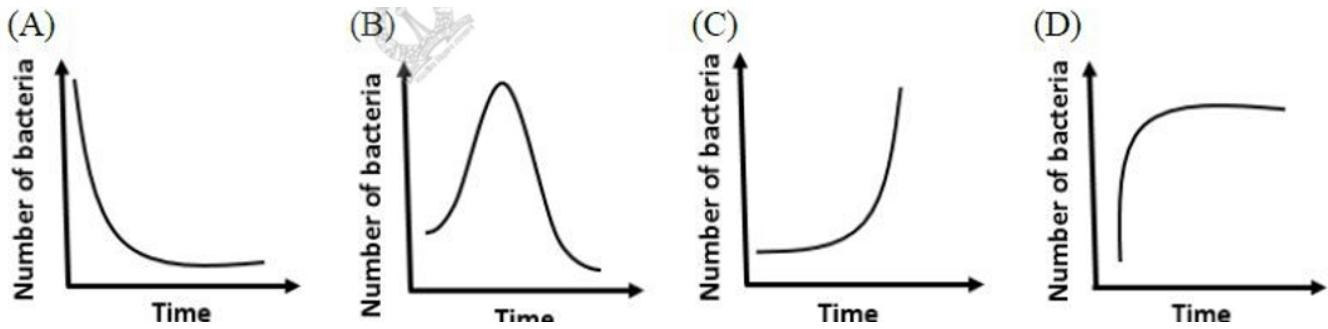 (A)
Number of bacteria
Time
(B)
Number of bacteria
Time
(C)
Number of bacteria
Time
(D)
Number of bacteria
Time